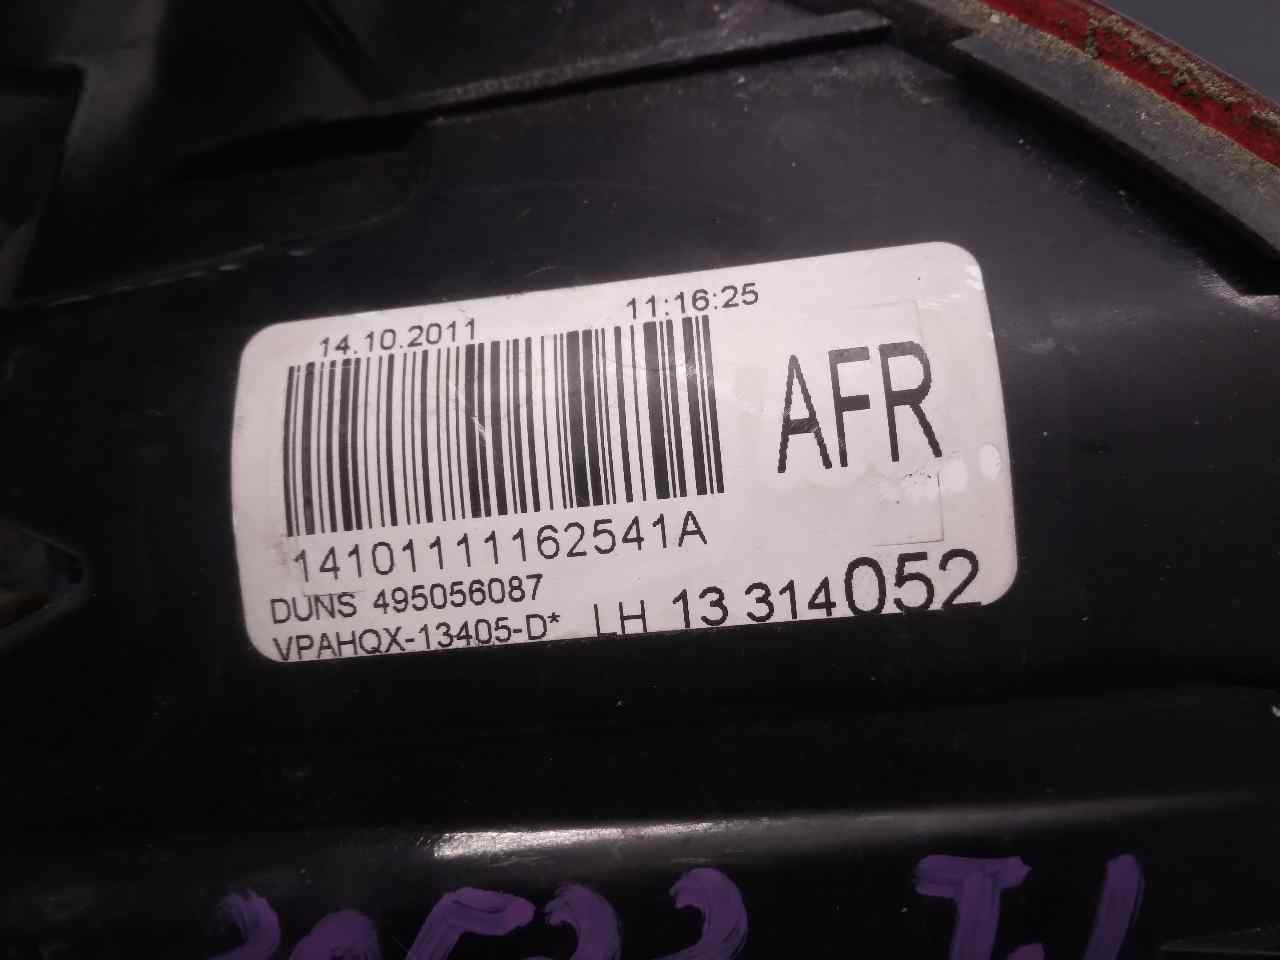 14.10.2011 11:16:25
AFR
14101111162541A
DUNS 495056087
VPAHQX-13405-D* LH 13 314052